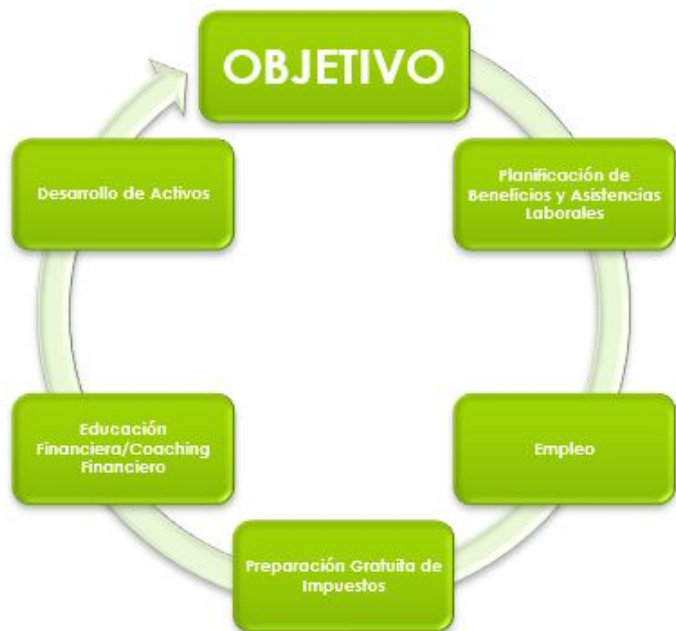 OBJETIVO
Planificación de
Beneficios y Asistencias
Laborales
Empleo
Preparación Gratuita de
Impuestos
Educación
Financiera/Coaching
Financiero
Desarrollo de Activos